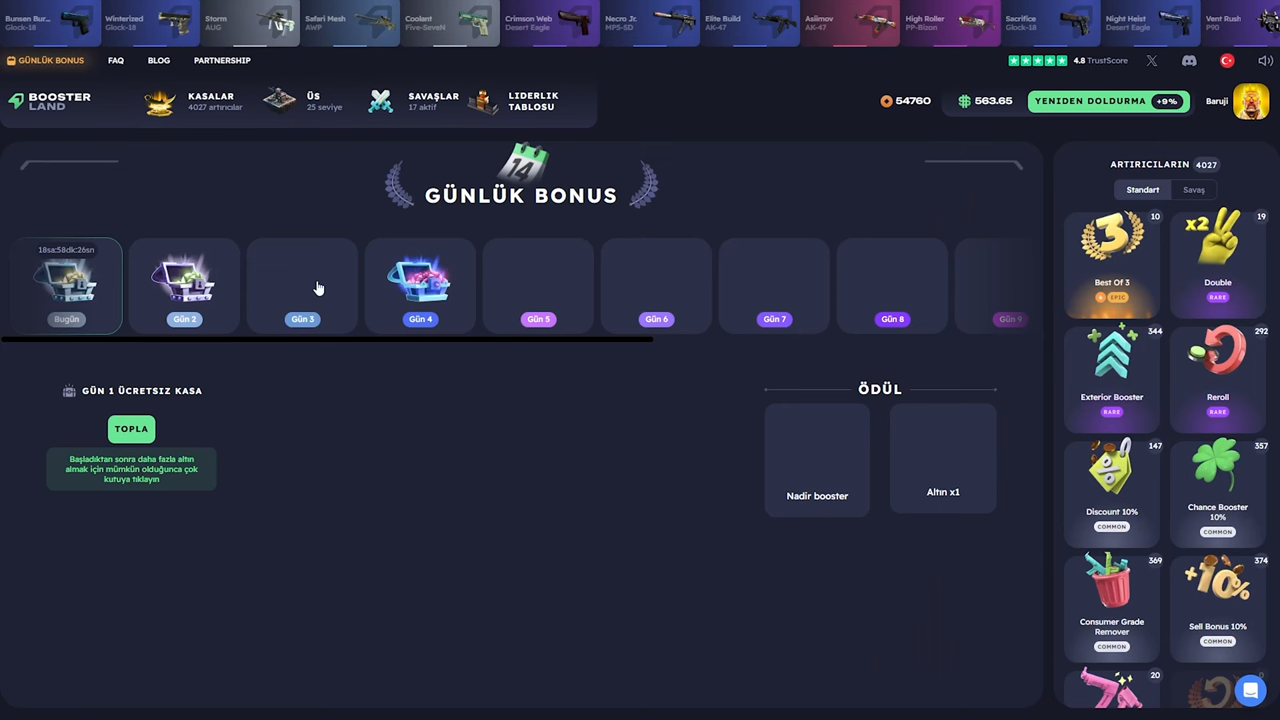 Bunsen Bur...
Glock-18
Winterized
Glock-18
Storm
AUG
Safari Mesh
AWP
Coolant
Five-SeveN
Crimson Web
Desert Eagle
Necro Jr.
MP5-SD
Elite Build
AK-47
Asiimov
AK-47
High Roller
PP-Bizon
Sacrifice
Glock-18
Night Heist
Desert Eagle
Vent Rush
P90
GÜNLÜK BONUS
FAQ
BLOG
PARTNERSHIP
4.8 TrustScore
BOOSTER
LAND
KASALAR
4027 artırıcılar
ÜS
25 seviye
SAVAŞLAR
17 aktif
LIDERLIK
TABLOSU
54760
563.65
YENIDEN DOLDURMA +9%
Baruji
14
GÜNLÜK BONUS
18sa:58dk:26sn
Bugün
Gün 2
Gün 3
Gün 4
Gün 5
Gün 6
Gün 7
Gün 8
Gün 9
GÜN 1 ÜCRETSIZ KASA
TOPLA
Başladıktan sonra daha fazla altın
almak için mümkün olduğunca çok
kutuya tıklayın
ÖDÜL
Nadir booster
Altın x1
ARTIRICILARIN 4027
Standart
Savaş
10
3
Best Of 3
EPIC
19
x2
Double
RARE
344
Exterior Booster
RARE
292
Reroll
RARE
147
%
Discount 10%
COMMON
357
Chance Booster
10%
COMMON
369
Consumer Grade
Remover
COMMON
374
+10%
Sell Bonus 10%
COMMON
20